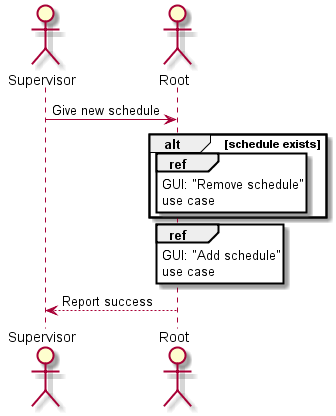 Supervisor
Root
Give new schedule
alt
[schedule exists]
ref
GUI: "Remove schedule"
use case
ref
GUI: "Add schedule"
use case
Report success
Supervisor
Root